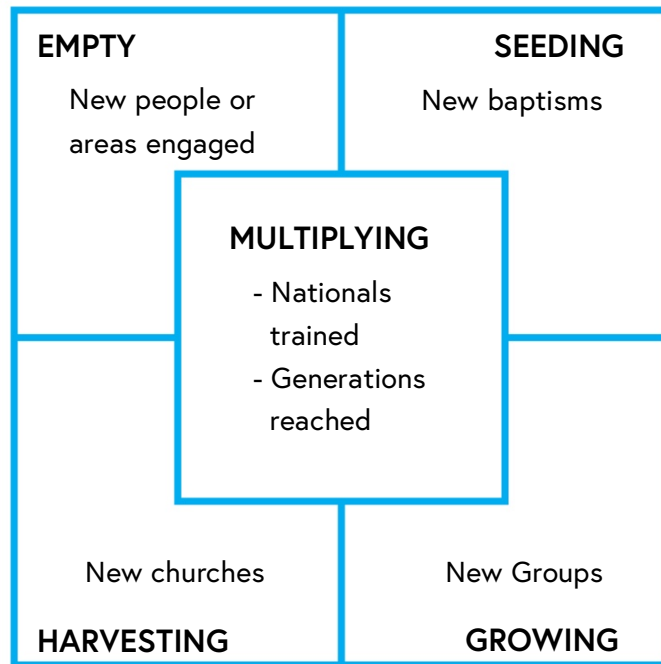 EMPTY
New people or
areas engaged
SEEDING
New baptisms
MULTIPLYING
- Nationals
trained
- Generations
reached
New churches
HARVESTING
New Groups
GROWING